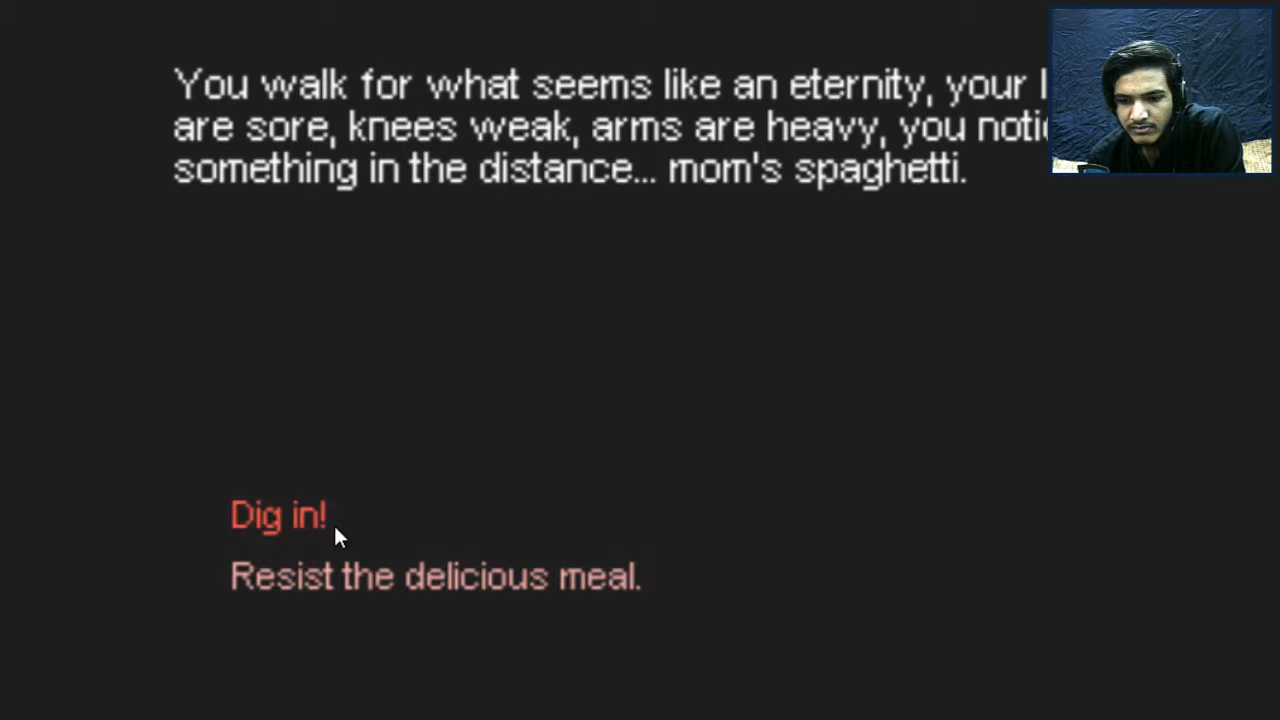 You walk for what seems like an eternity, your
are sore, knees weak, arms are heavy, you
something in the distance... mom's spaghetti.
Dig in!
Resist the delicious meal.